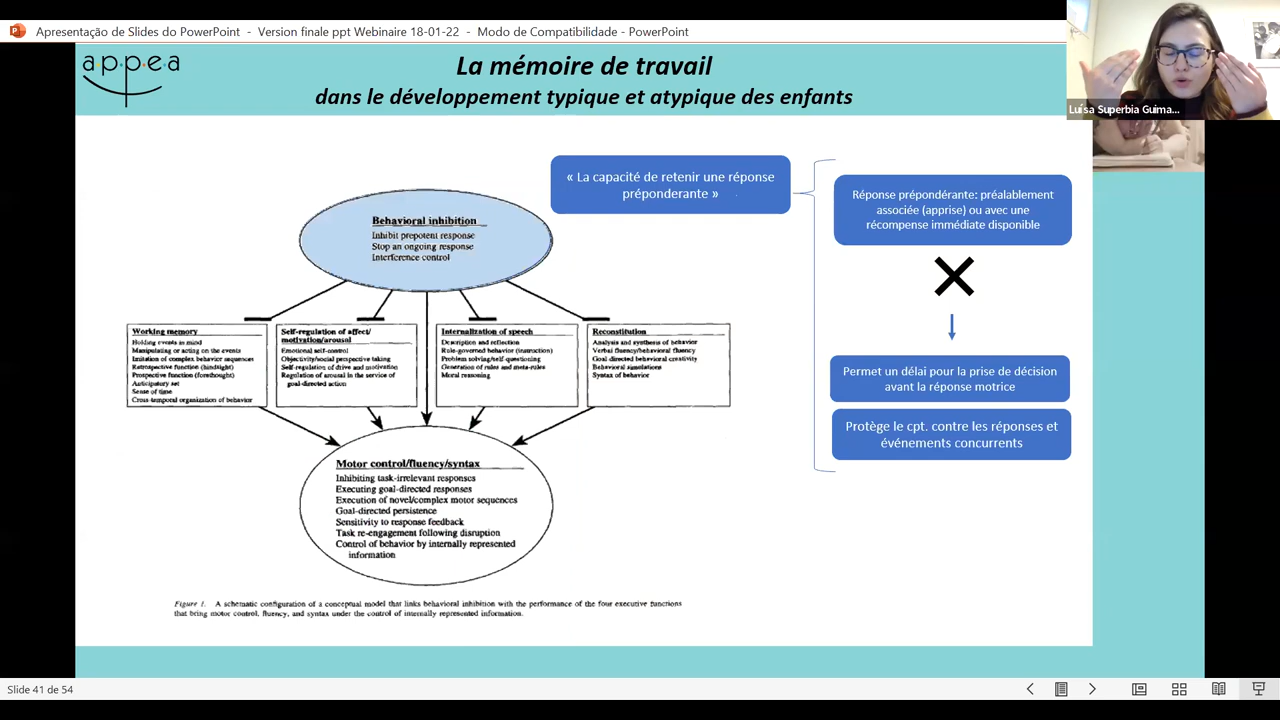 Apresentação de Slides do PowerPoint - Version finale ppt Webinaire 18-01-22 - Modo de Compatibilidade - PowerPoint
a·p·p·e·a
La mémoire de travail
dans le développement typique et atypique des enfants
Luísa Superbia Guima...
« La capacité de retenir une réponse
préponderante »
Réponse prépondérante: préalablement
associée (apprise) ou avec une
récompense immédiate disponible
Permet un délai pour la prise de décision
avant la réponse motrice
Protège le cpt. contre les réponses et
événements concurrents
Behavioral inhibition
Inhibit prepotent response
Stop an ongoing response
Interference control
Working memory
Holding events in mind
Manipulating or acting on the events
Imitation of complex behavior sequences
Retrospective function (hindsight)
Prospective function (forethought)
Anticipatory set
Sense of time
Cross-temporal organization of behavior
Self-regulation of affect/
motivation/arousal
Emotional self-control
Objectivity/social perspective taking
Self-regulation of drive and motivation
Regulation of arousal in the service of
goal-directed action
Internalization of speech
Description and reflection
Rule-governed behavior (instruction)
Problem solving/self-questioning
Generation of rules and meta-rules
Moral reasoning
Reconstitution
Analysis and synthesis of behavior
Verbal fluency/behavioral fluency
Goal directed behavioral creativity
Behavioral simulations
Syntax of behavior
Motor control/fluency/syntax
Inhibiting task-irrelevant responses
Executing goal-directed responses
Execution of novel/complex motor sequences
Goal-directed persistence
Sensitivity to response feedback
Task re-engagement following disruption
Control of behavior by internally represented
information
Figure 1. A schematic configuration of a conceptual model that links behavioral inhibition with the performance of the four executive functions
that bring motor control, fluency, and syntax under the control of internally represented information.
Slide 41 de 54